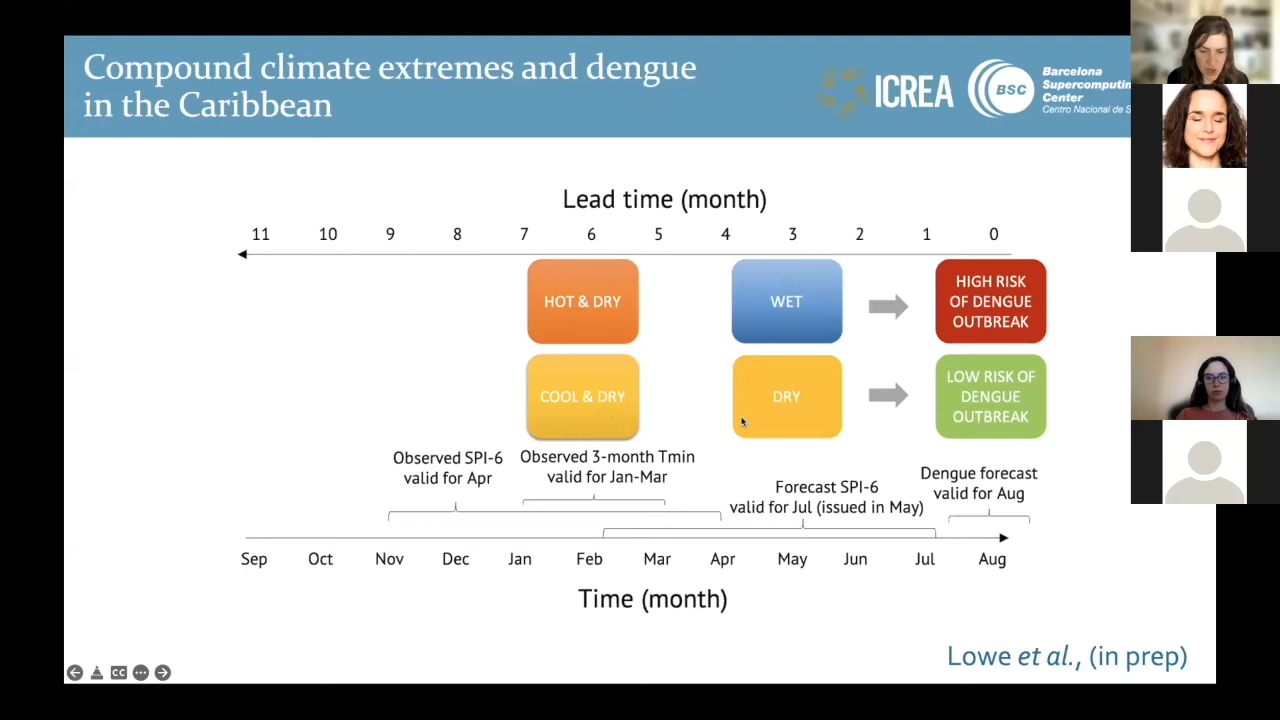 Compound climate extremes and dengue
in the Caribbean
ICREA
BSC
Barcelona
Supercomputin
Center
Centro Nacional de S
Lead time (month)
11 10 9 8 7 6 5 4 3 2 1 0
HOT & DRY
WET
HIGH RISK
OF DENGUE
OUTBREAK
COOL & DRY
DRY
LOW RISK OF
DENGUE
OUTBREAK
Observed SPI-6
valid for Apr
Observed 3-month Tmin
valid for Jan-Mar
Forecast SPI-6
valid for Jul (issued in May)
Dengue forecast
valid for Aug
Sep Oct Nov Dec Jan Feb Mar Apr May Jun Jul Aug
Time (month)
Lowe et al., (in prep)
CC